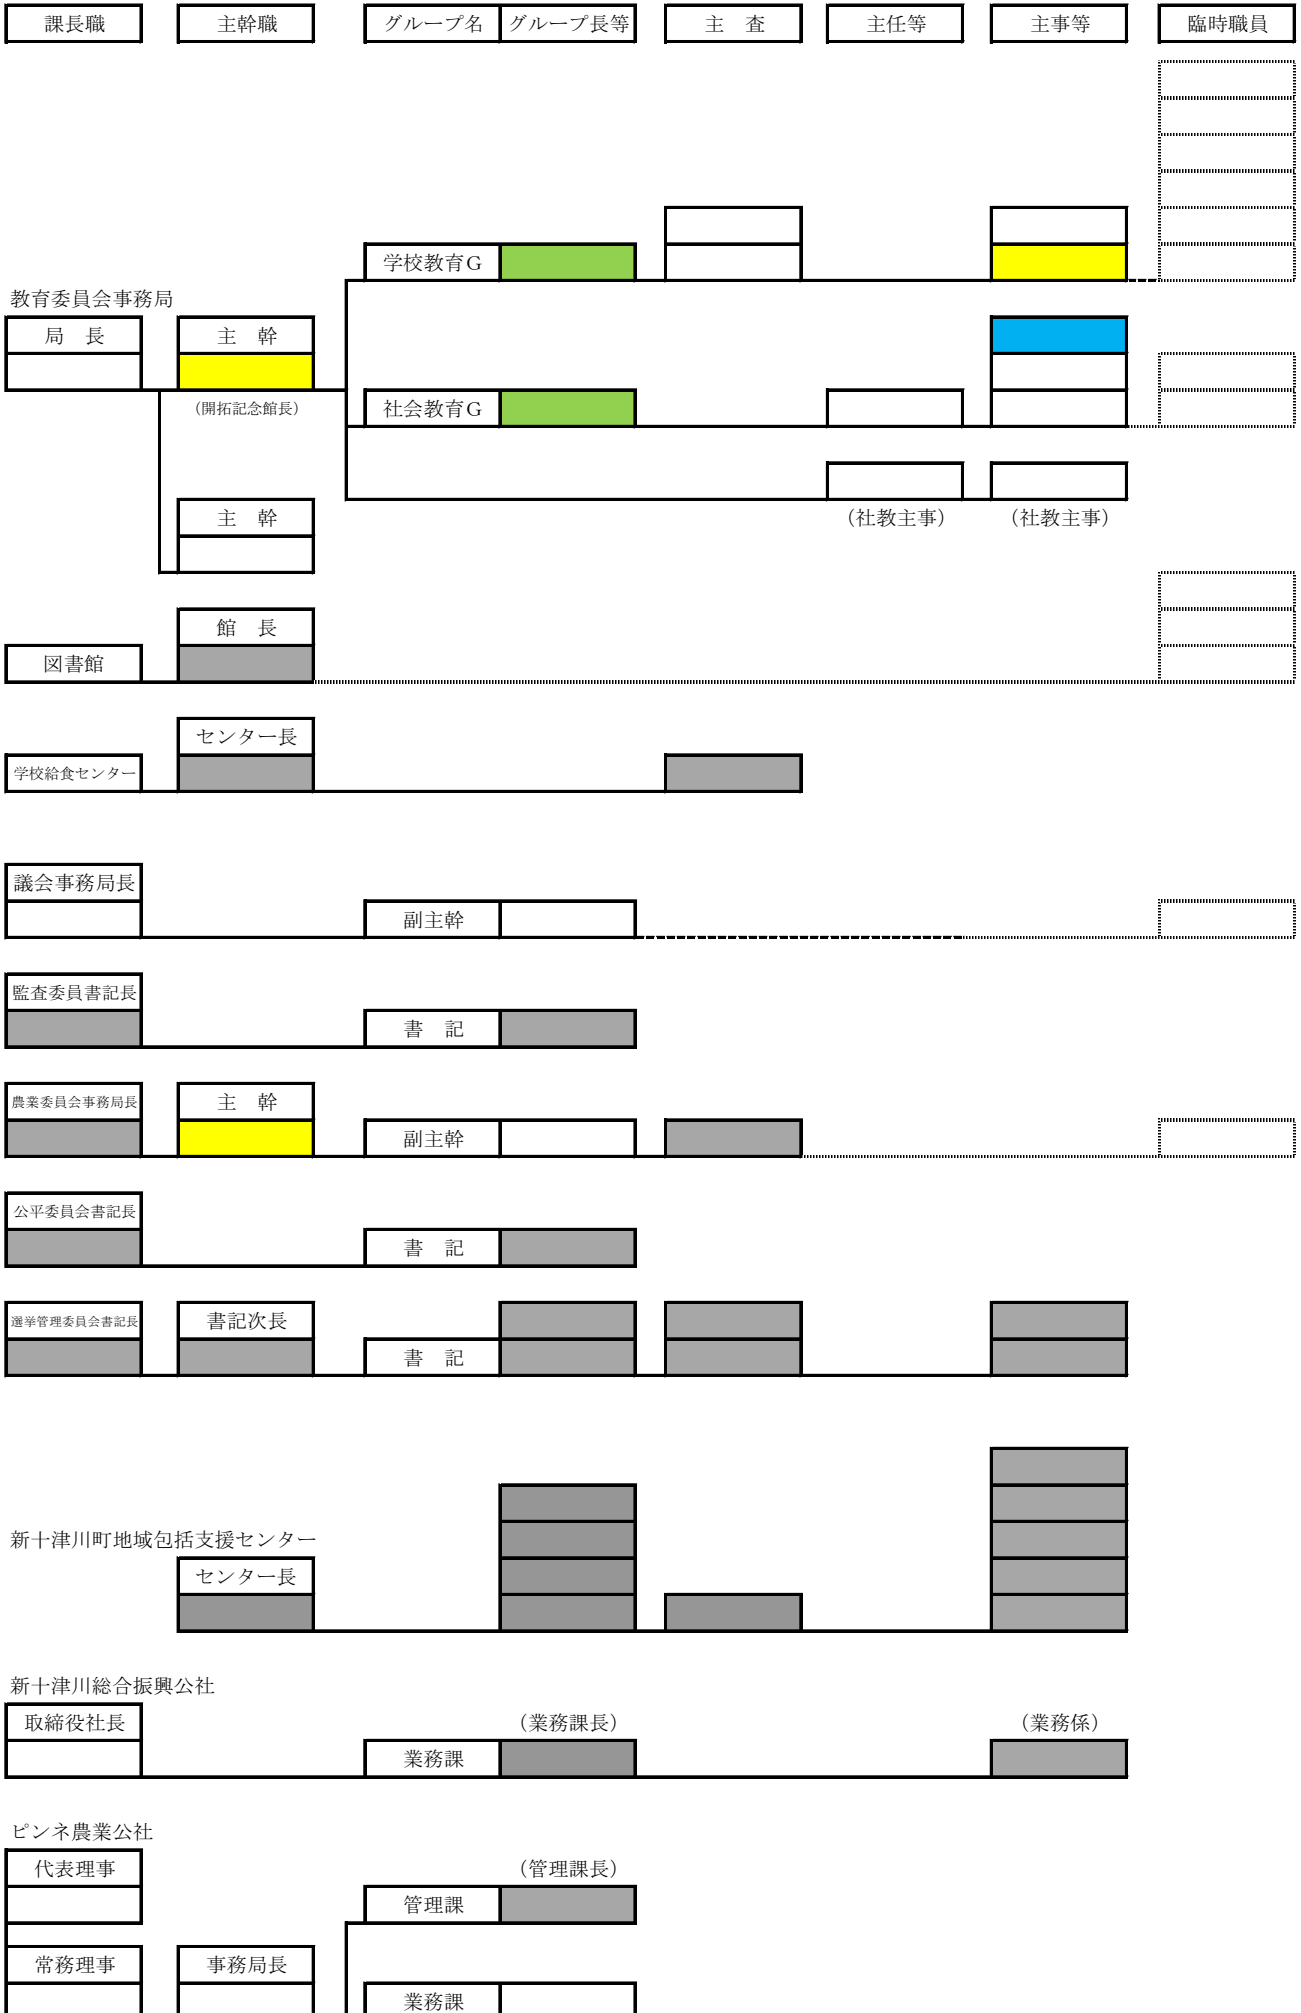 課長職 主幹職 グループ名 グループ長等 主　査 主任等 主事等 臨時職員
学校教育Ｇ
教育委員会事務局
局　長 主　幹
（開拓記念館長） 社会教育Ｇ
主　幹 （社教主事） （社教主事）
館　長
図書館
センター長
学校給食センター
議会事務局長
副主幹
監査委員書記長
書　記
農業委員会事務局長 主　幹
副主幹
公平委員会書記長
書　記
選挙管理委員会書記長 書記次長
書　記
新十津川町地域包括支援センター
センター長
新十津川総合振興公社
取締役社長 （業務課長） （業務係）
業務課
ピンネ農業公社
代表理事 （管理課長）
管理課
常務理事 事務局長
業務課